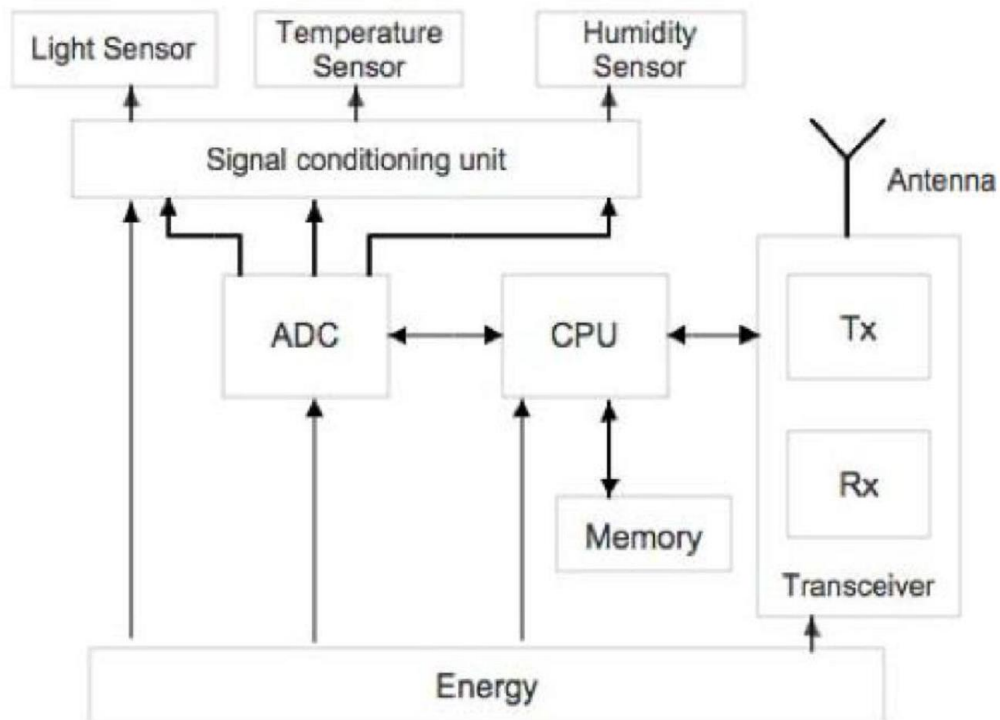 Light Sensor
Temperature
Sensor
Humidity
Sensor
Signal conditioning unit
Antenna
ADC
CPU
Tx
Rx
Memory
Transceiver
Energy